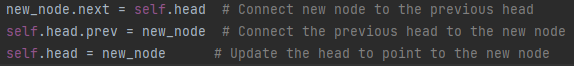 new_node.next = self.head  # Connect new node to the previous head
self.head.prev = new_node  # Connect the previous head to the new node
self.head = new_node      # Update the head to point to the new node